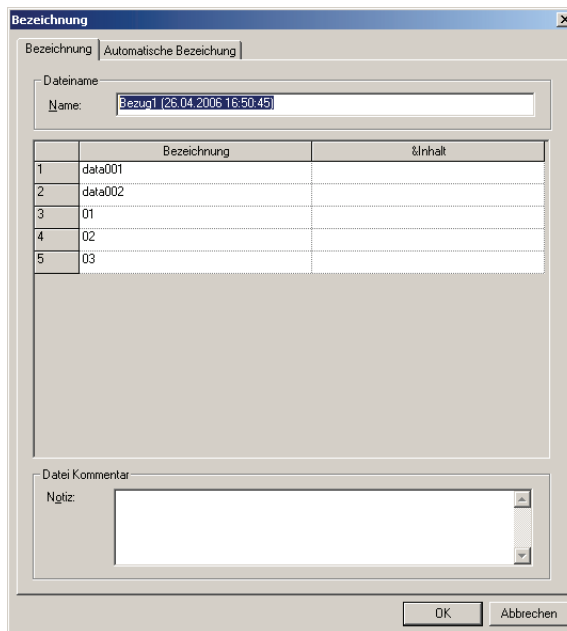 Bezeichnung
Bezeichnung Automatische Bezeichung
Dateiname
Name: Bezug1 (26.04.2006 16:50:45)
Bezeichnung &Inhalt
1 data001
2 data002
3 01
4 02
5 03
Datei Kommentar
Notiz:
OK Abbrechen